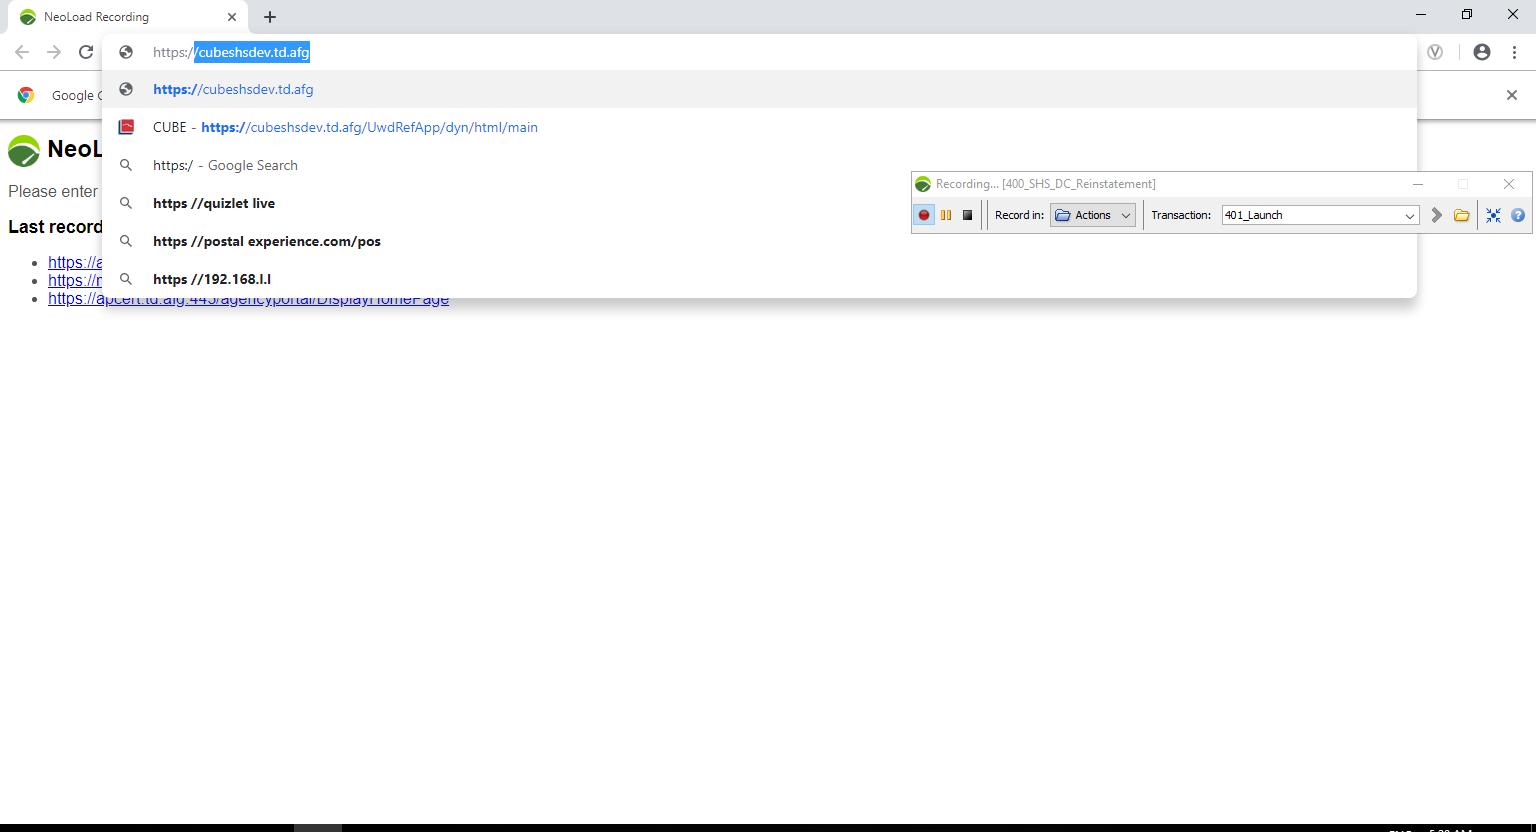 NeoLoad Recording
https://cubeshsdev.td.afg
https://cubeshsdev.td.afg
Google C
CUBE - https://cubeshsdev.td.afg/UwdRefApp/dyn/html/main
NeoL
https:/ - Google Search
Please enter
Recording... [400_SHS_DC_Reinstatement]
https //quizlet live
Record in: Actions Transaction: 401_Launch
Last record
https //postal experience.com/pos
https://a
https //192.168.l.l
https://
https://apcert.td.afg:443/agencyportal/DisplayHomePage